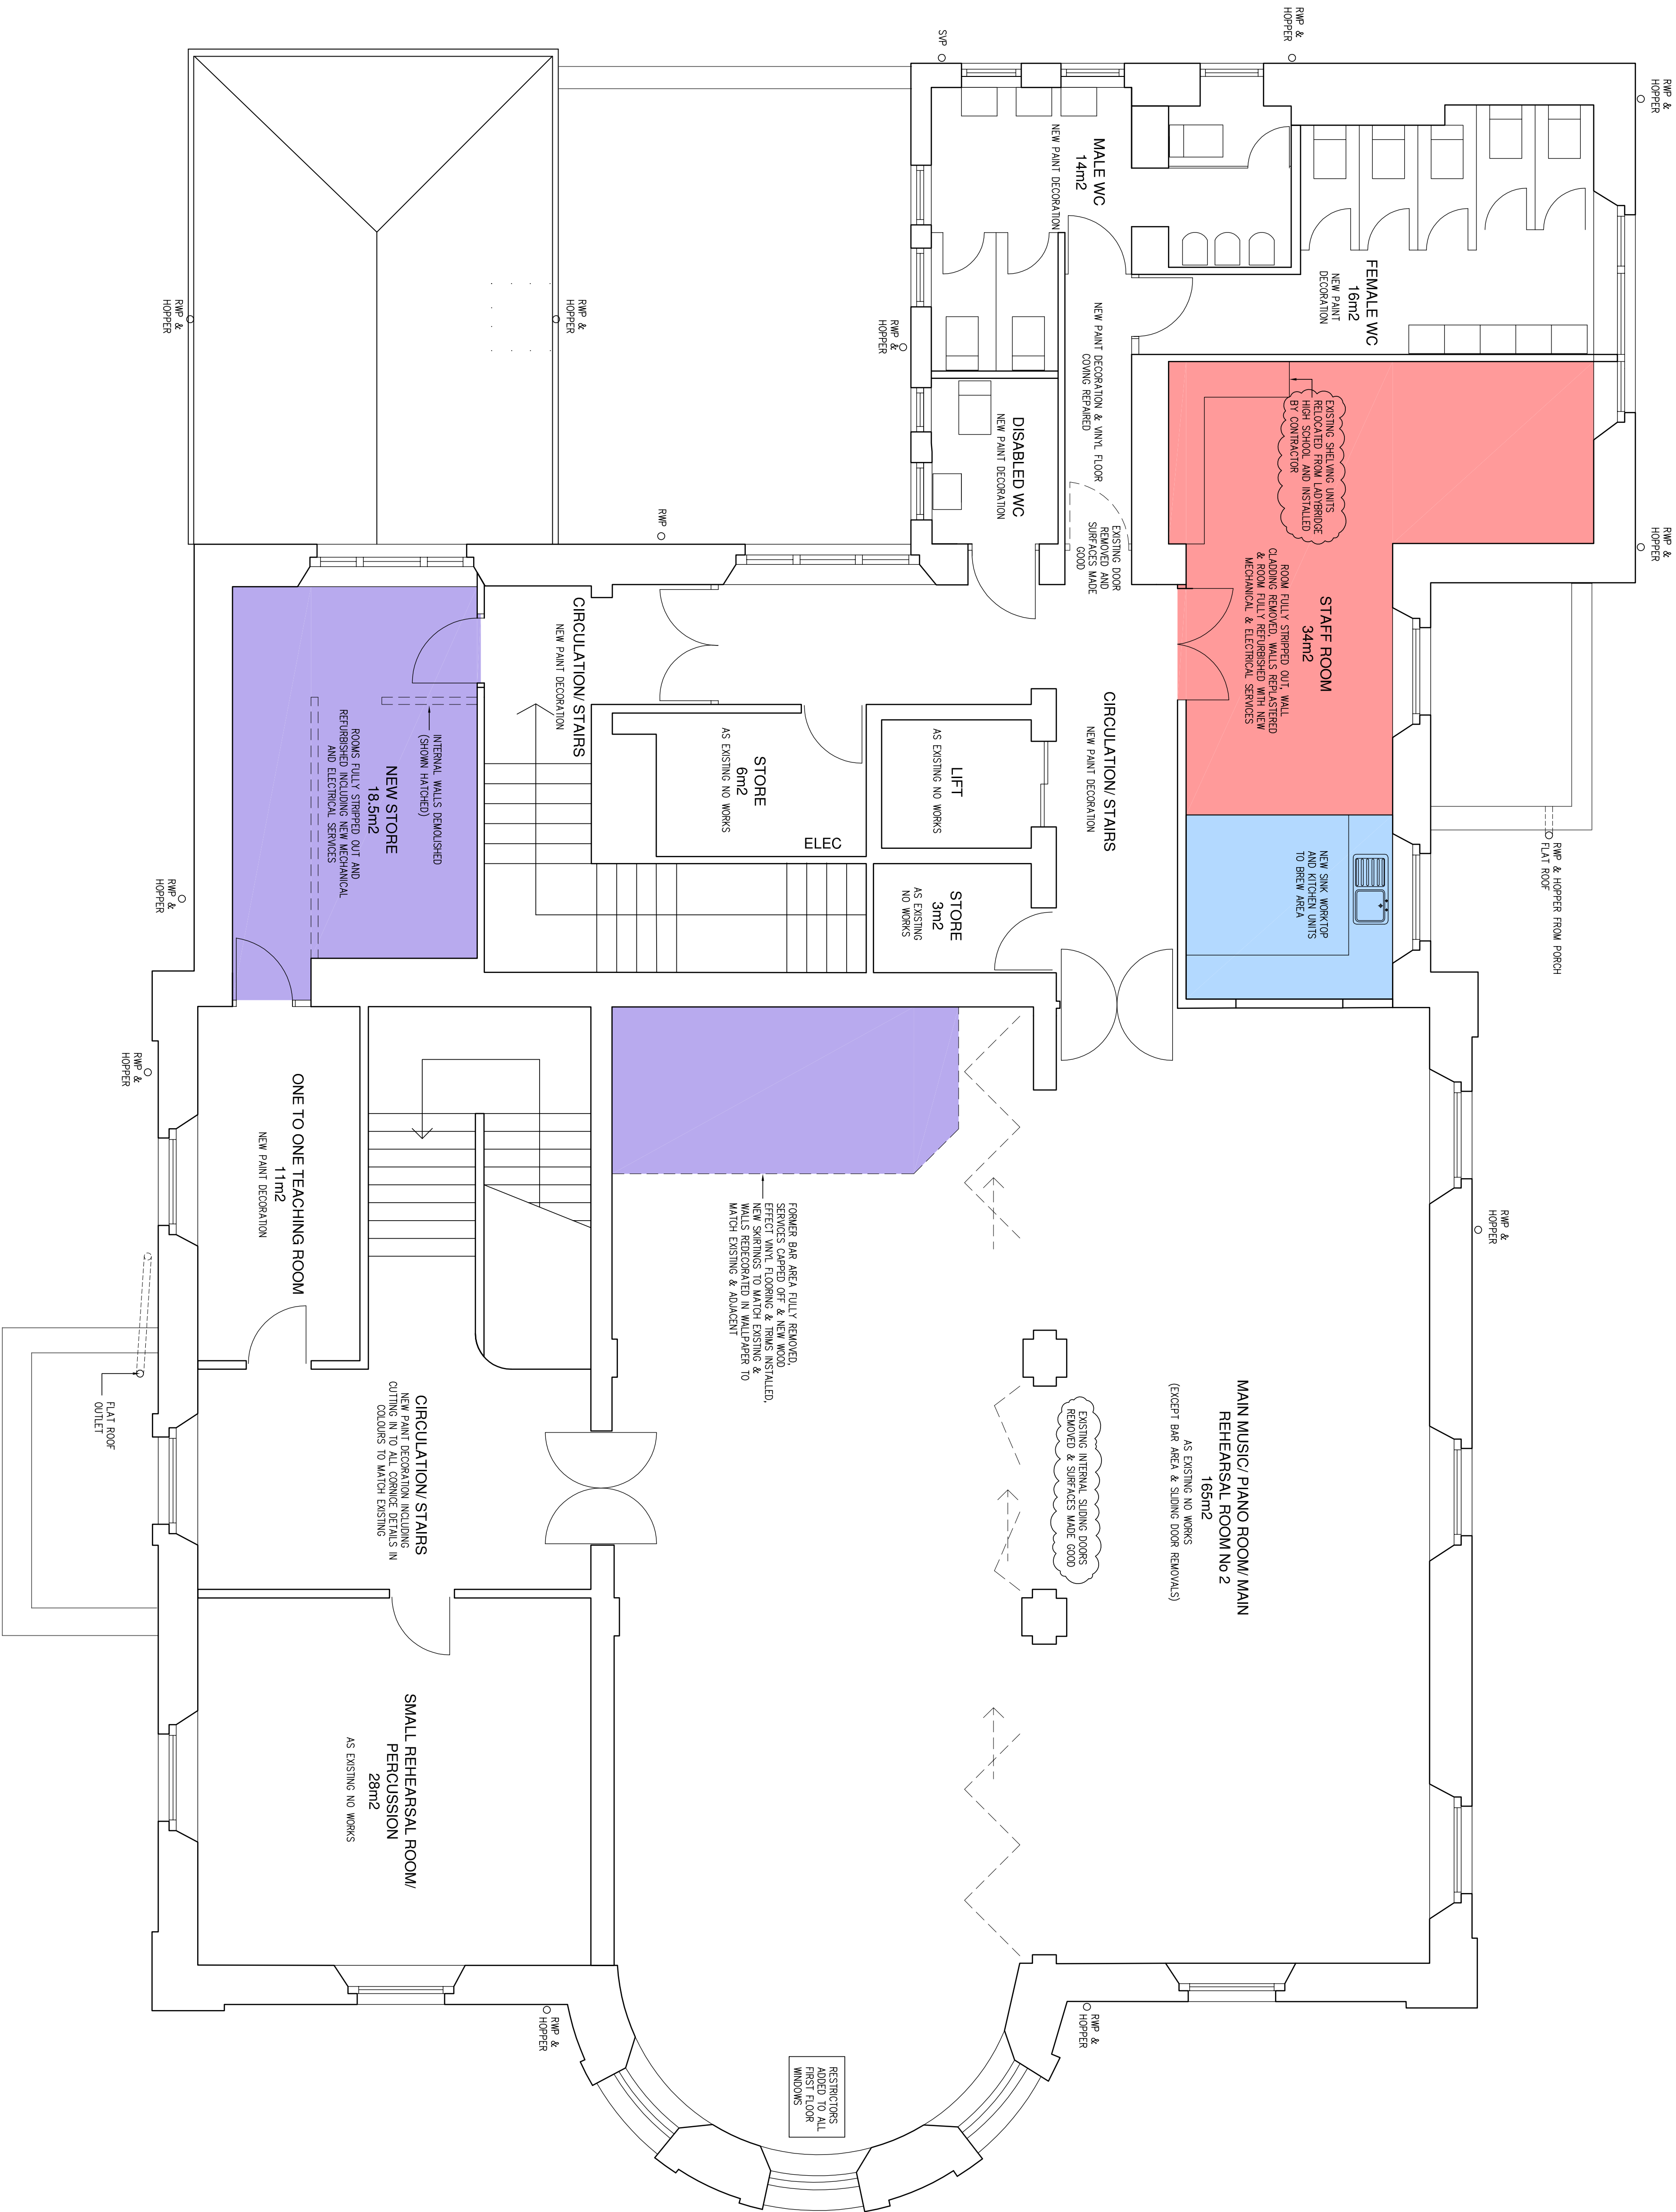 RWP &
HOPPER
RWP &
HOPPER
RWP &
HOPPER
SVP
FEMALE WC
16m2
NEW PAINT
DECORATION
MALE WC
14m2
NEW PAINT DECORATION
NEW PAINT DECORATION & VINYL FLOOR
COVING REPAIRED
DISABLED WC
NEW PAINT DECORATION
EXISTING DOOR
REMOVED AND
SURFACES MADE
GOOD
RWP &
HOPPER
RWP &
HOPPER
RWP &
HOPPER
RWP
EXISTING SHELVING UNITS
RELOCATED FROM LADYBRIDGE
HIGH SCHOOL AND INSTALLED
BY CONTRACTOR
STAFF ROOM
34m2
ROOM FULLY STRIPPED OUT, WALL
CLADDING REMOVED, WALLS REPLASTERED
& ROOM FULLY REFURBISHED WITH NEW
MECHANICAL & ELECTRICAL SERVICES
RWP & HOPPER FROM PORCH
FLAT ROOF
NEW SINK WORKTOP
AND KITCHEN UNITS
TO BREW AREA
CIRCULATION/ STAIRS
NEW PAINT DECORATION
CIRCULATION/ STAIRS
NEW PAINT DECORATION
LIFT
AS EXISTING NO WORKS
STORE
6m2
AS EXISTING NO WORKS
ELEC
STORE
3m2
AS EXISTING
NO WORKS
INTERNAL WALLS DEMOLISHED
(SHOWN HATCHED)
NEW STORE
18.5m2
ROOMS FULLY STRIPPED OUT AND
REFURBISHED INCLUDING NEW MECHANICAL
AND ELECTRICAL SERVICES
RWP &
HOPPER
RWP &
HOPPER
RWP &
HOPPER
FORMER BAR AREA FULLY REMOVED,
SERVICES CAPPED OFF & NEW WOOD
EFFECT VINYL FLOORING & TRIMS INSTALLED,
NEW SKIRTINGS TO MATCH EXISTING &
WALLS REDECORATED IN WALLPAPER TO
MATCH EXISTING & ADJACENT
MAIN MUSIC/ PIANO ROOM/ MAIN
REHEARSAL ROOM No 2
165m2
AS EXISTING NO WORKS
(EXCEPT BAR AREA & SLIDING DOOR REMOVALS)
EXISTING INTERNAL SLIDING DOORS
REMOVED & SURFACES MADE GOOD
ONE TO ONE TEACHING ROOM
11m2
NEW PAINT DECORATION
FLAT ROOF
OUTLET
CIRCULATION/ STAIRS
NEW PAINT DECORATION INCLUDING
CUTTING IN TO ALL CORNICE DETAILS IN
COLOURS TO MATCH EXISTING
SMALL REHEARSAL ROOM/
PERCUSSION
28m2
AS EXISTING NO WORKS
RWP &
HOPPER
RWP &
HOPPER
RESTRICTORS
ADDED TO ALL
FIRST FLOOR
WINDOWS